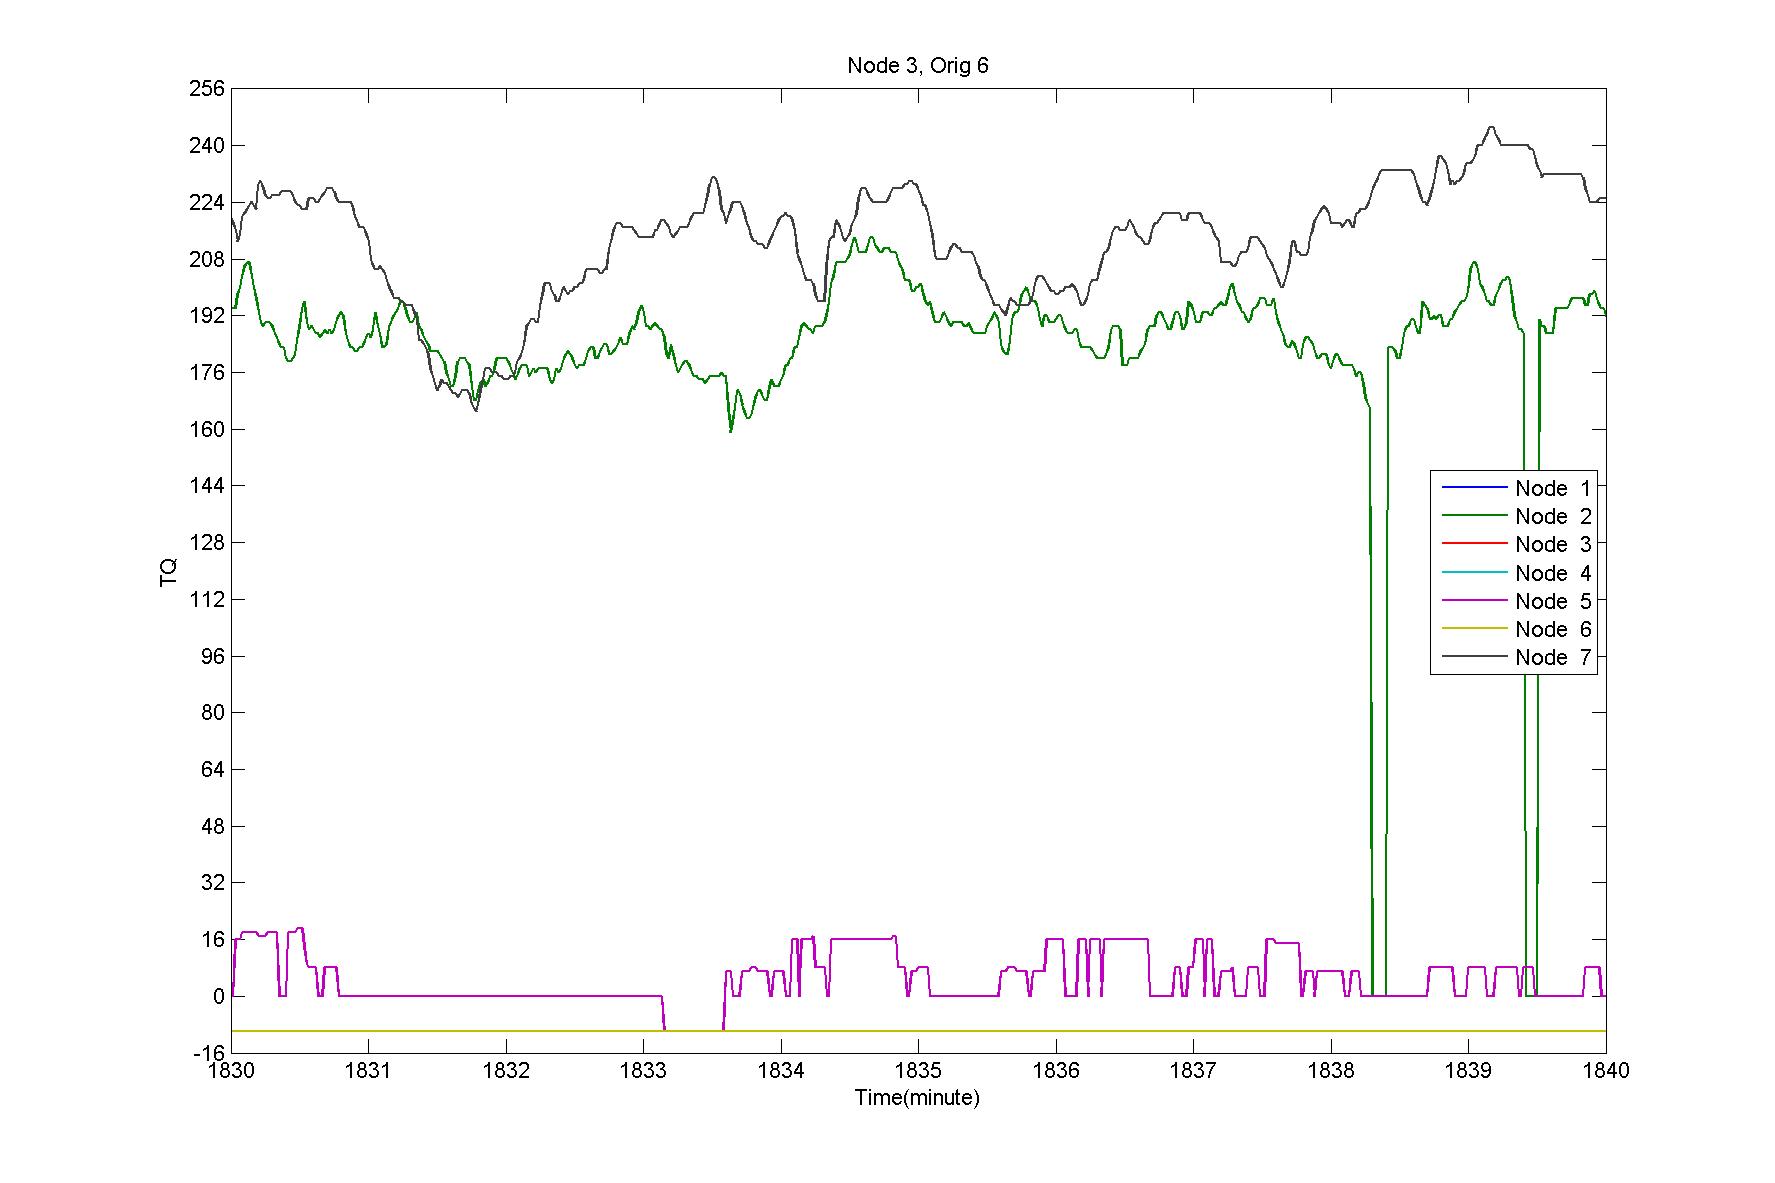 Node 3, Orig 6
256
240
224
208
192
176
160
144
128
112
96
80
64
48
32
16
0
-16
TQ
Node 1
Node 2
Node 3
Node 4
Node 5
Node 6
Node 7
1830 1831 1832 1833 1834 1835 1836 1837 1838 1839 1840
Time(minute)